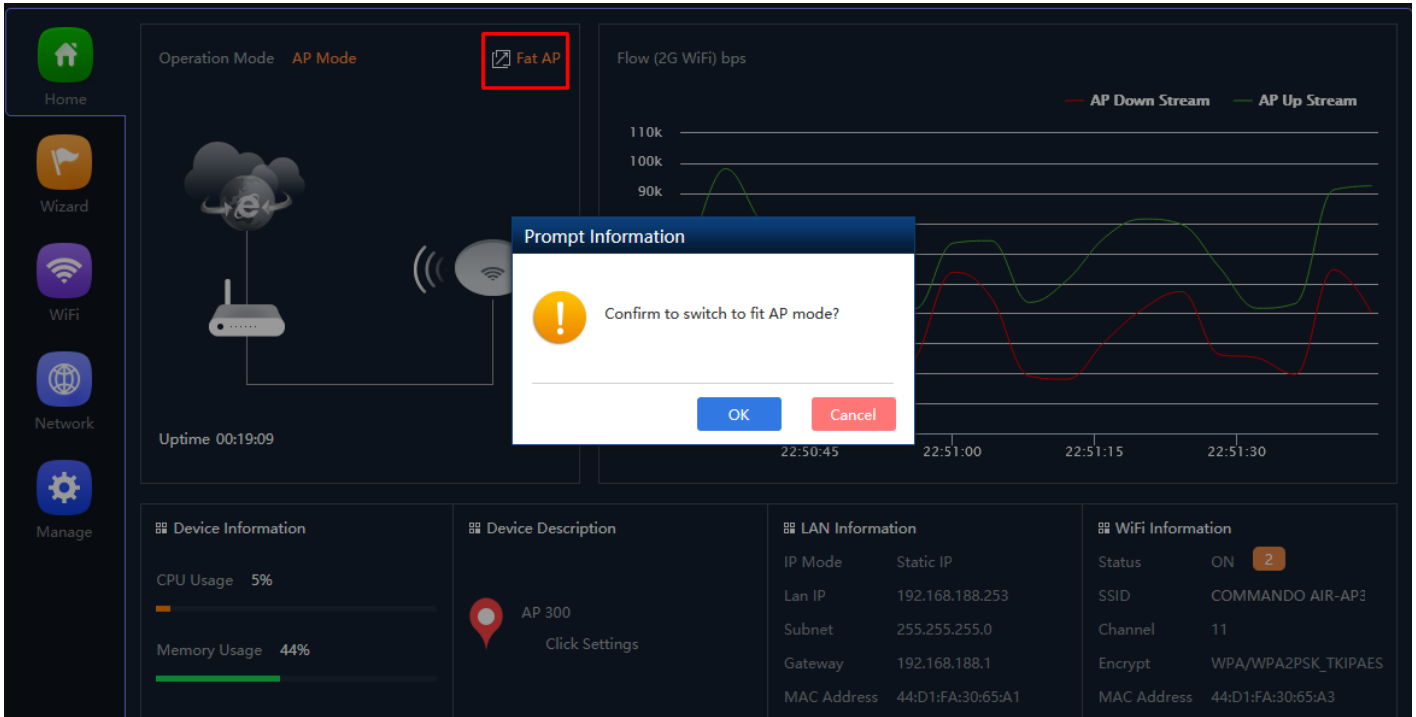 Home
Wizard
WiFi
Network
Manage
Operation Mode AP Mode
Fat AP
Uptime 00:19:09
Flow (2G WiFi) bps
AP Down Stream AP Up Stream
110k
100k
90k
22:50:45 22:51:00 22:51:15 22:51:30
Prompt Information
Confirm to switch to fit AP mode?
OK Cancel
Device Information
CPU Usage 5%
Memory Usage 44%
Device Description
AP 300
Click Settings
LAN Information
IP Mode Static IP
Lan IP 192.168.188.253
Subnet 255.255.255.0
Gateway 192.168.188.1
MAC Address 44:D1:FA:30:65:A1
WiFi Information
Status ON 2
SSID COMMANDO AIR-AP3
Channel 11
Encrypt WPA/WPA2PSK_TKIPAES
MAC Address 44:D1:FA:30:65:A3